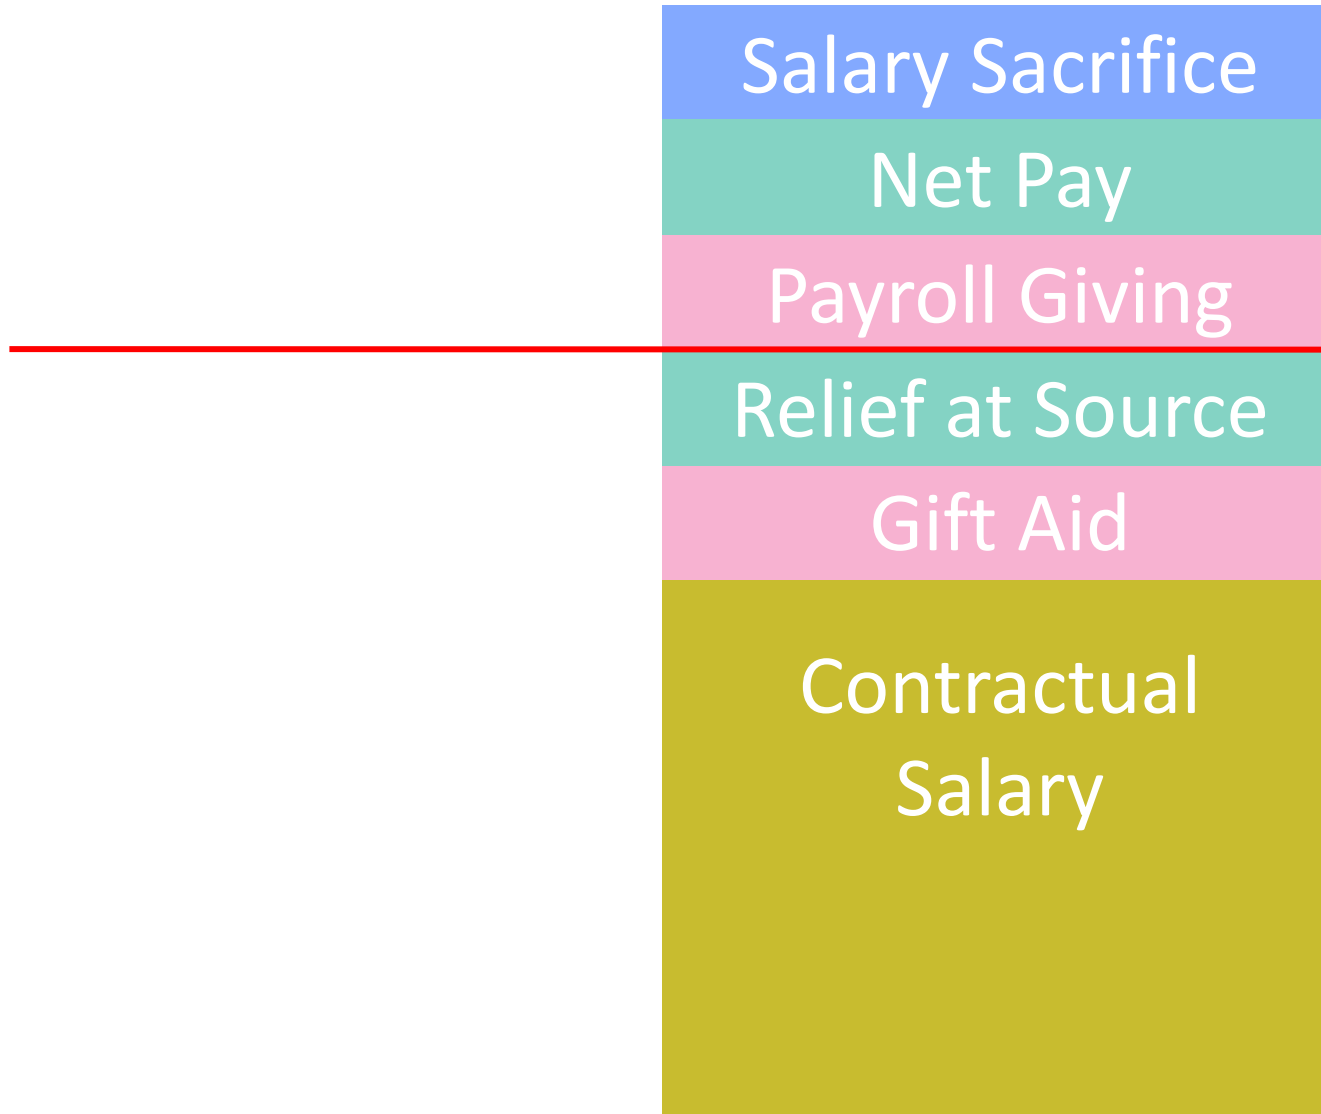 Salary Sacrifice
Net Pay
Payroll Giving
Relief at Source
Gift Aid
Contractual
Salary